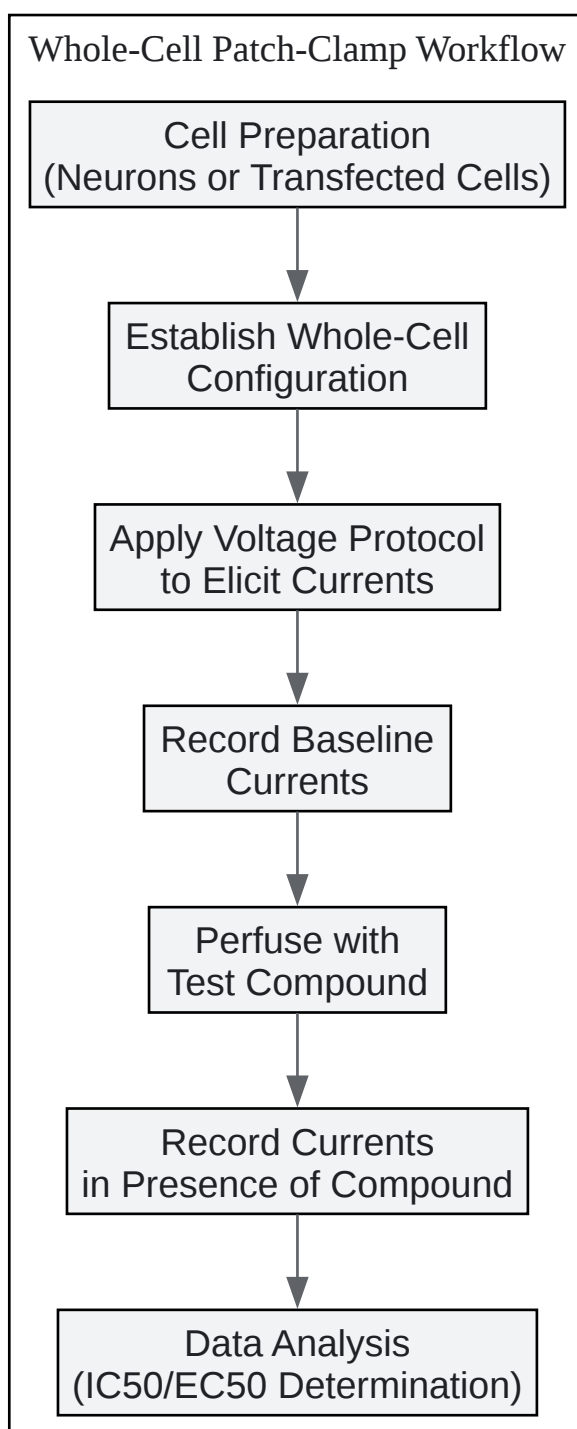 Whole-Cell Patch-Clamp Workflow
Cell Preparation
(Neurons or Transfected Cells)
Establish Whole-Cell
Configuration
Apply Voltage Protocol
to Elicit Currents
Record Baseline
Currents
Perfuse with
Test Compound
Record Currents
in Presence of Compound
Data Analysis
(IC50/EC50 Determination)